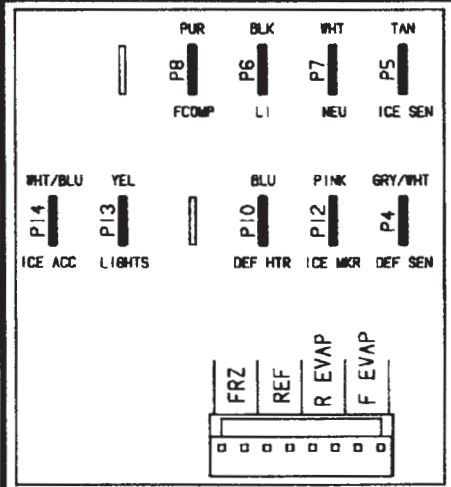 PUR BLK WHT TAN
P8 P6 P7 P5
FCOMP L1 NEU ICE SEN
WHT/BLU YEL BLU PINK GRY/WHT
P14 P13 P10 P12 P4
ICE ACC LIGHTS DEF HTR ICE MKR DEF SEN
FRZ REF R EVAP F EVAP